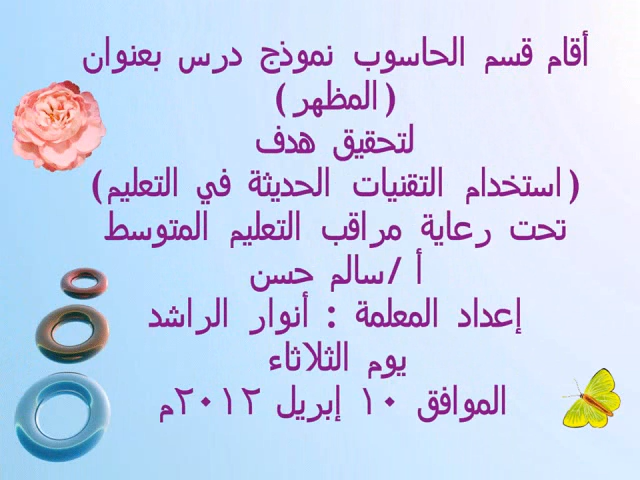 أقام قسم الحاسوب نموذج درس بعنوان
(المظهر)
لتحقيق هدف
(استخدام التقنيات الحديثة في التعليم)
تحت رعاية مراقب التعليم المتوسط
أ /سالم حسن
إعداد المعلمة : أنوار الراشد
يوم الثلاثاء
الموافق ١٠ إبريل ٢٠١٢م